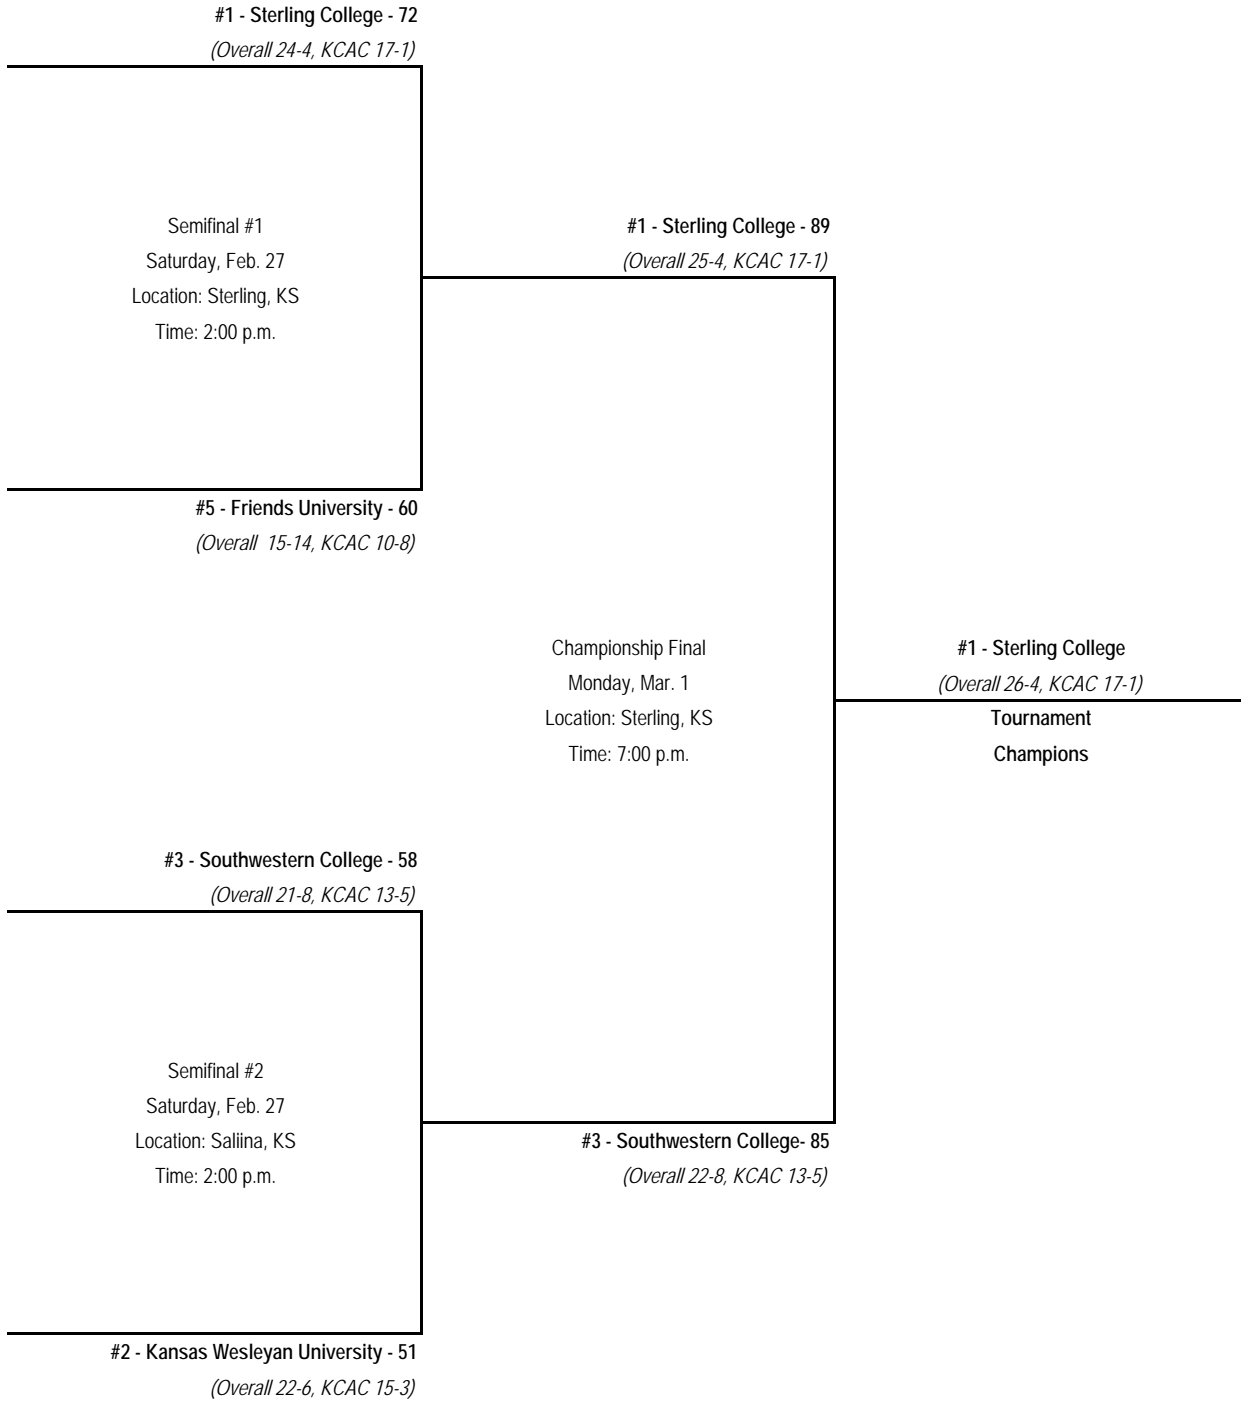 #1 - Sterling College - 72
(Overall 24-4, KCAC 17-1)
Semifinal #1
Saturday, Feb. 27
Location: Sterling, KS
Time: 2:00 p.m.
#5 - Friends University - 60
(Overall  15-14, KCAC 10-8)
#1 - Sterling College - 89
(Overall 25-4, KCAC 17-1)
Championship Final
Monday, Mar. 1
Location: Sterling, KS
Time: 7:00 p.m.
#1 - Sterling College
(Overall 26-4, KCAC 17-1)
Tournament
Champions
#3 - Southwestern College - 58
(Overall 21-8, KCAC 13-5)
Semifinal #2
Saturday, Feb. 27
Location: Saliina, KS
Time: 2:00 p.m.
#3 - Southwestern College- 85
(Overall 22-8, KCAC 13-5)
#2 - Kansas Wesleyan University - 51
(Overall 22-6, KCAC 15-3)